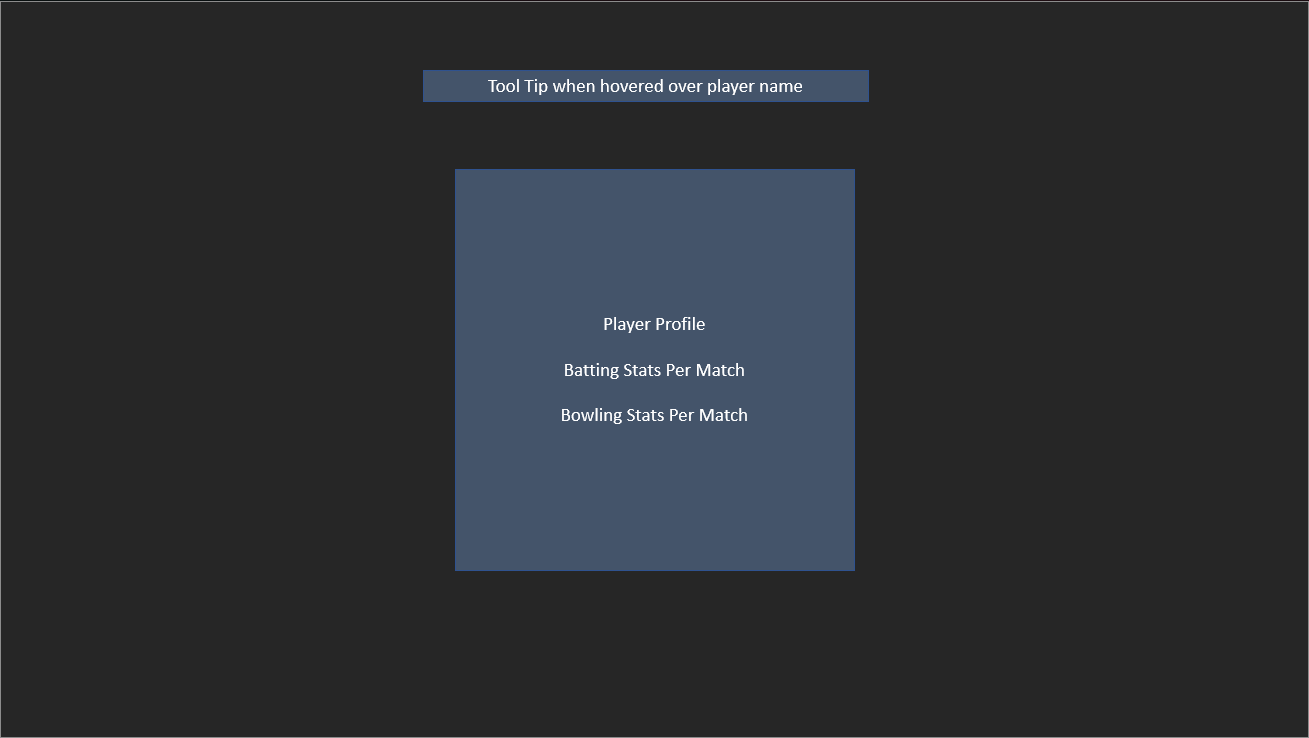 Tool Tip when hovered over player name
Player Profile
Batting Stats Per Match
Bowling Stats Per Match